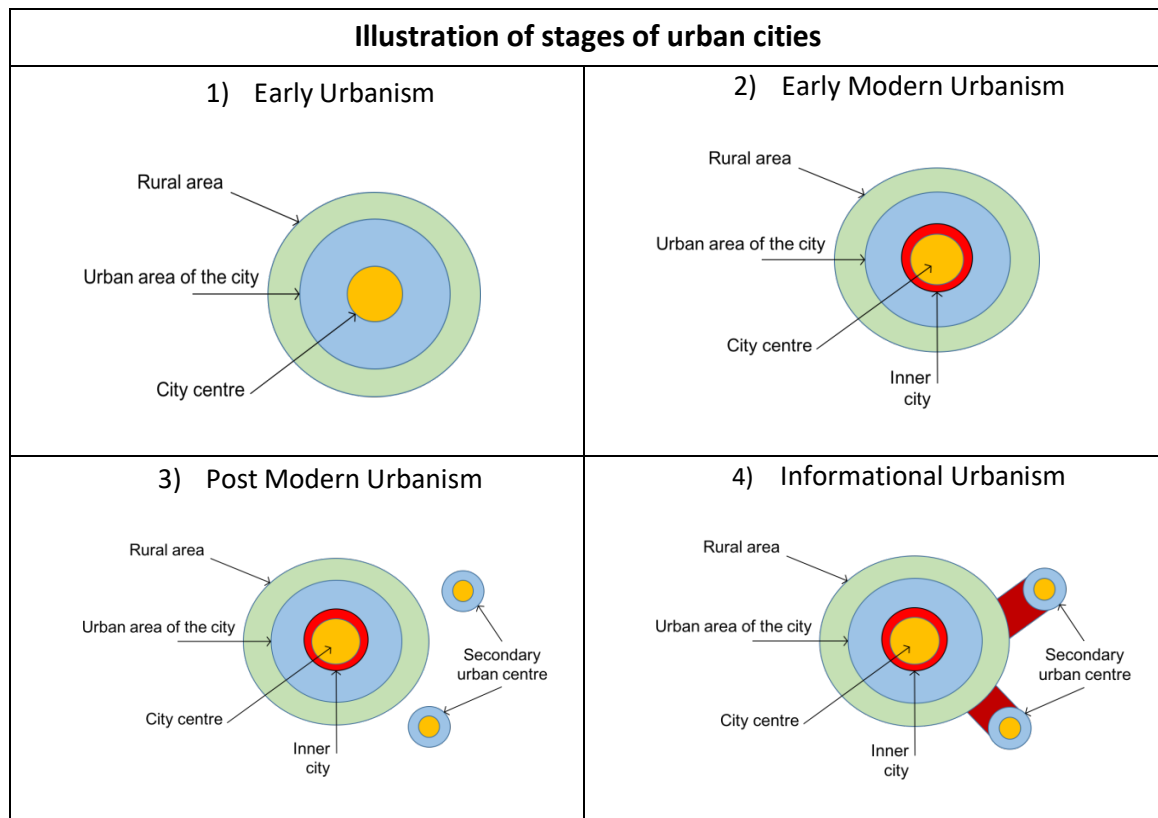 Illustration of stages of urban cities
1) Early Urbanism
Rural area
Urban area of the city
City centre
2) Early Modern Urbanism
Rural area
Urban area of the city
City centre
Inner
city
3) Post Modern Urbanism
Rural area
Urban area of the city
City centre
Inner
city
Secondary
urban centre
4) Informational Urbanism
Rural area
Urban area of the city
City centre
Inner
city
Secondary
urban centre